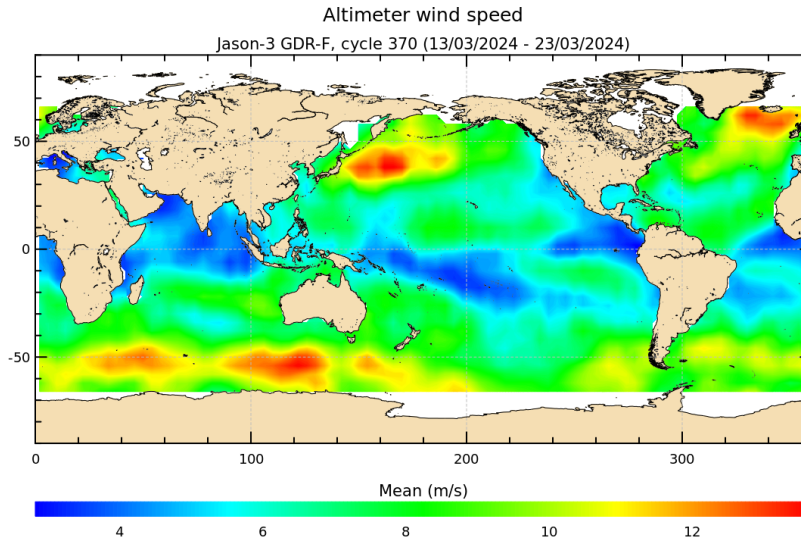 Altimeter wind speed
Jason-3 GDR-F, cycle 370 (13/03/2024 - 23/03/2024)
50
0
-50
0 100 200 300
Mean (m/s)
4 6 8 10 12